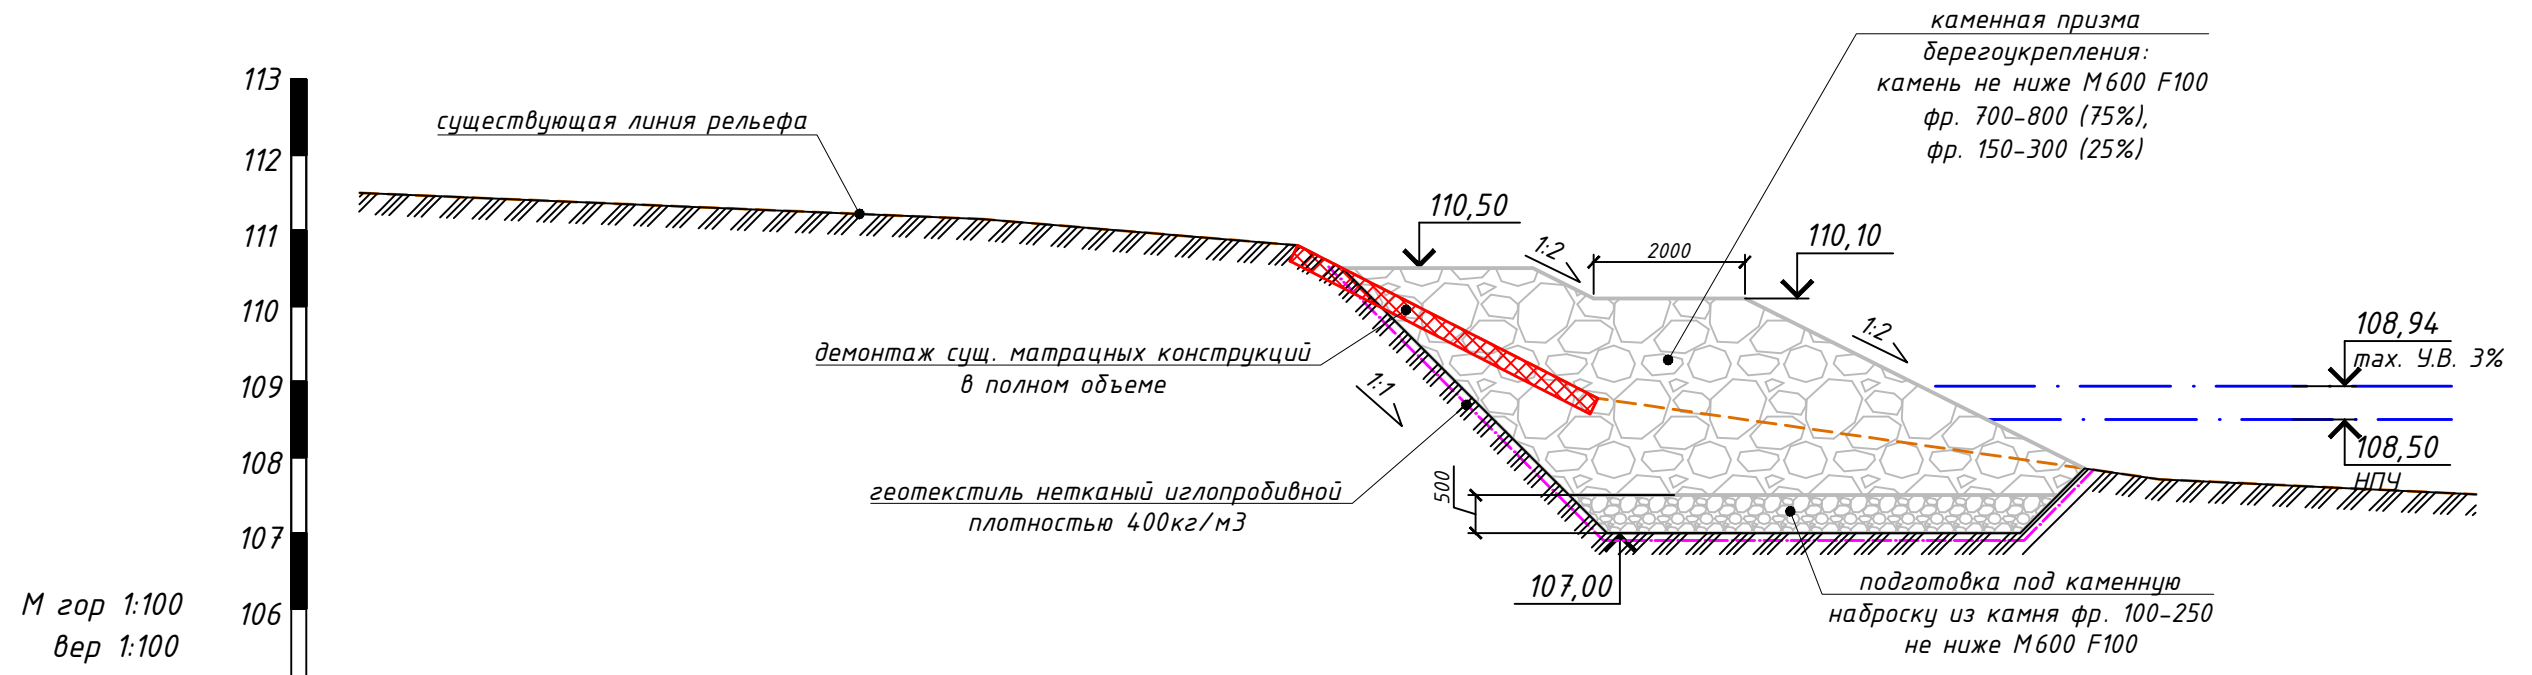 каменная призма
берегоукрепления:
камень не ниже М600 F100
фр. 700-800 (75%),
фр. 150-300 (25%)
113
112
111
110
109
108
107
106
существующая линия рельефа
110,50
1:2
2000
110,10
1:2
108,94
max. У.В. 3%
108,50
НПУ
демонтаж сущ. матрацных конструкций
в полном объеме
1:1
геотекстиль нетканый иглопробивной
плотностью 400кг/м3
500
107,00
подготовка под каменную
наброску из камня фр. 100-250
не ниже М600 F100
М гор 1:100
вер 1:100